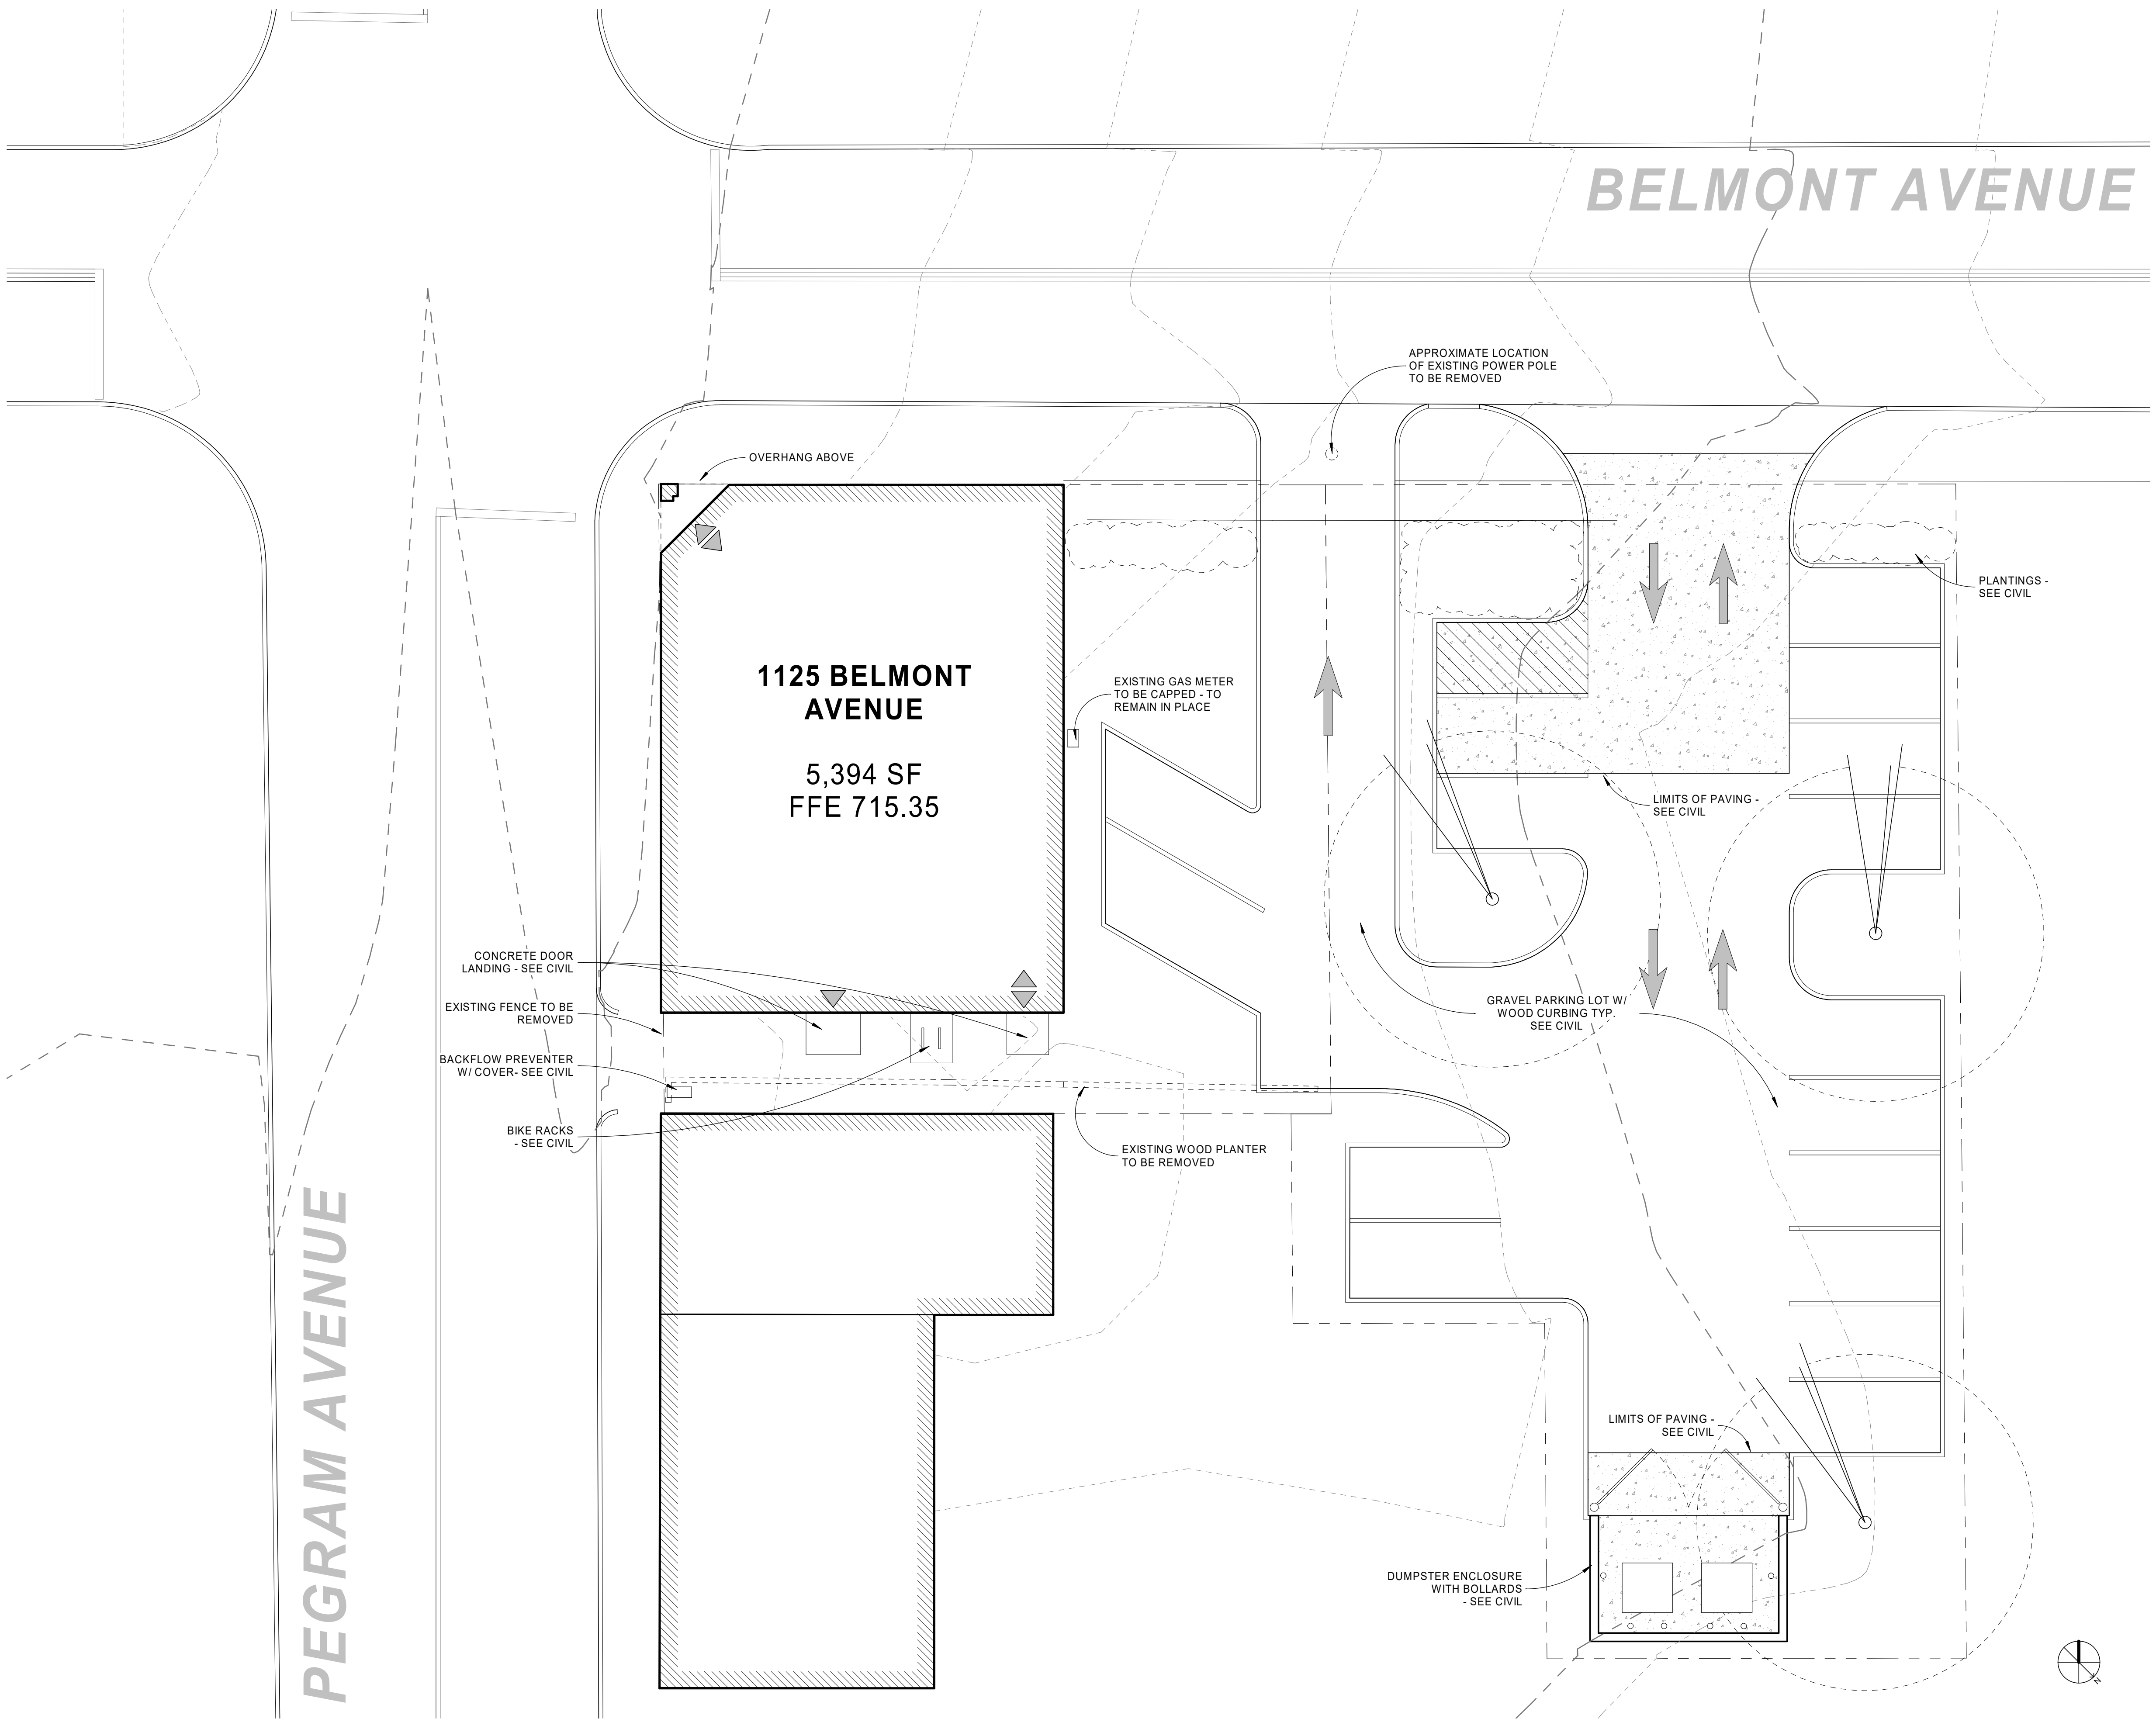 BELMONT AVENUE
APPROXIMATE LOCATION
OF EXISTING POWER POLE
TO BE REMOVED
OVERHANG ABOVE
PLANTINGS -
SEE CIVIL
1125 BELMONT
AVENUE
5,394 SF
FFE 715.35
EXISTING GAS METER
TO BE CAPPED - TO
REMAIN IN PLACE
LIMITS OF PAVING -
SEE CIVIL
CONCRETE DOOR
LANDING - SEE CIVIL
EXISTING FENCE TO BE
REMOVED
BACKFLOW PREVENTER
W/ COVER- SEE CIVIL
BIKE RACKS
- SEE CIVIL
GRAVEL PARKING LOT W/
WOOD CURBING TYP.
SEE CIVIL
EXISTING WOOD PLANTER
TO BE REMOVED
PEGRAM AVENUE
LIMITS OF PAVING -
SEE CIVIL
DUMPSTER ENCLOSURE
WITH BOLLARDS
- SEE CIVIL
N